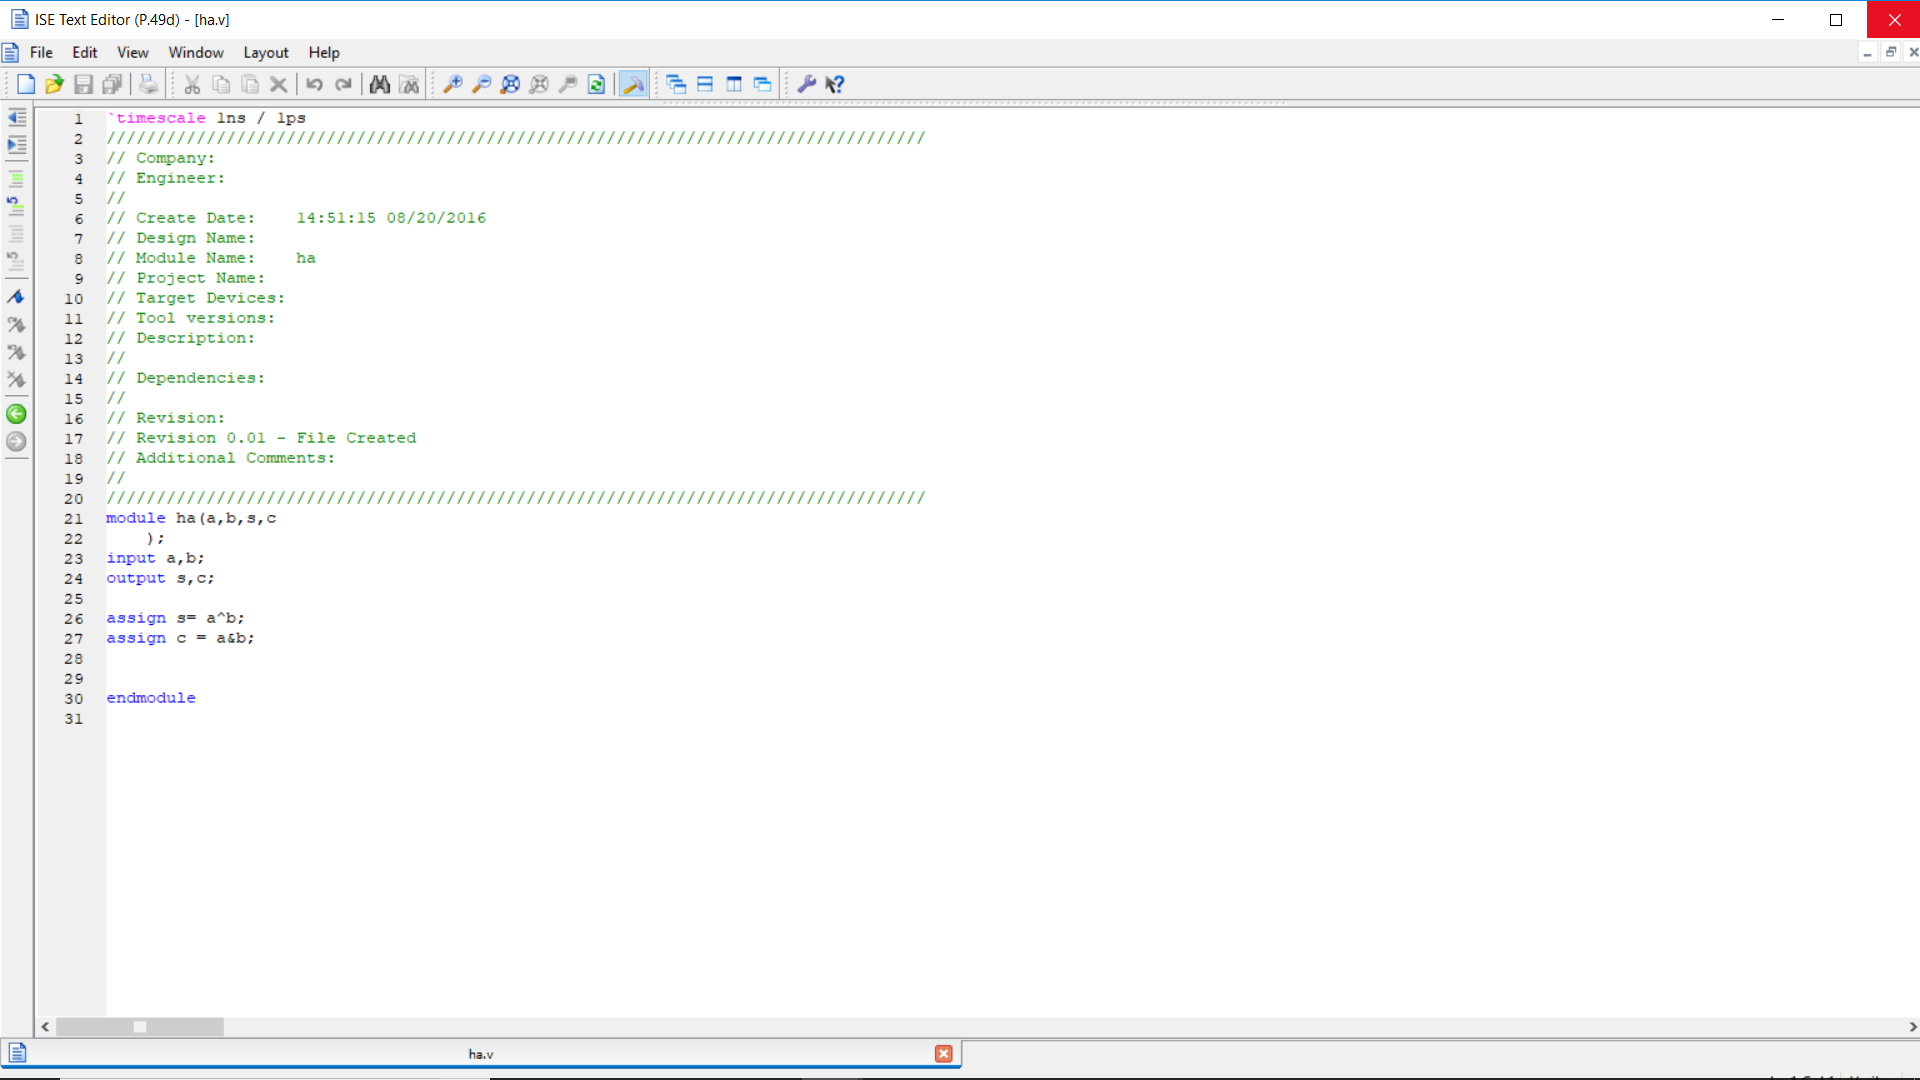 ISE Text Editor (P.49d) - [ha.v]
File Edit View Window Layout Help
1 `timescale 1ns / 1ps
2 //////////////////////////////////////////////////////////////////////////////////
3 // Company:
4 // Engineer:
5 //
6 // Create Date:    14:51:15 08/20/2016
7 // Design Name:
8 // Module Name:    ha
9 // Project Name:
10 // Target Devices:
11 // Tool versions:
12 // Description:
13 //
14 // Dependencies:
15 //
16 // Revision:
17 // Revision 0.01 - File Created
18 // Additional Comments:
19 //
20 //////////////////////////////////////////////////////////////////////////////////
21 module ha(a,b,s,c
22     );
23 input a,b;
24 output s,c;
25
26 assign s= a^b;
27 assign c = a&b;
28
29
30 endmodule
31
ha.v